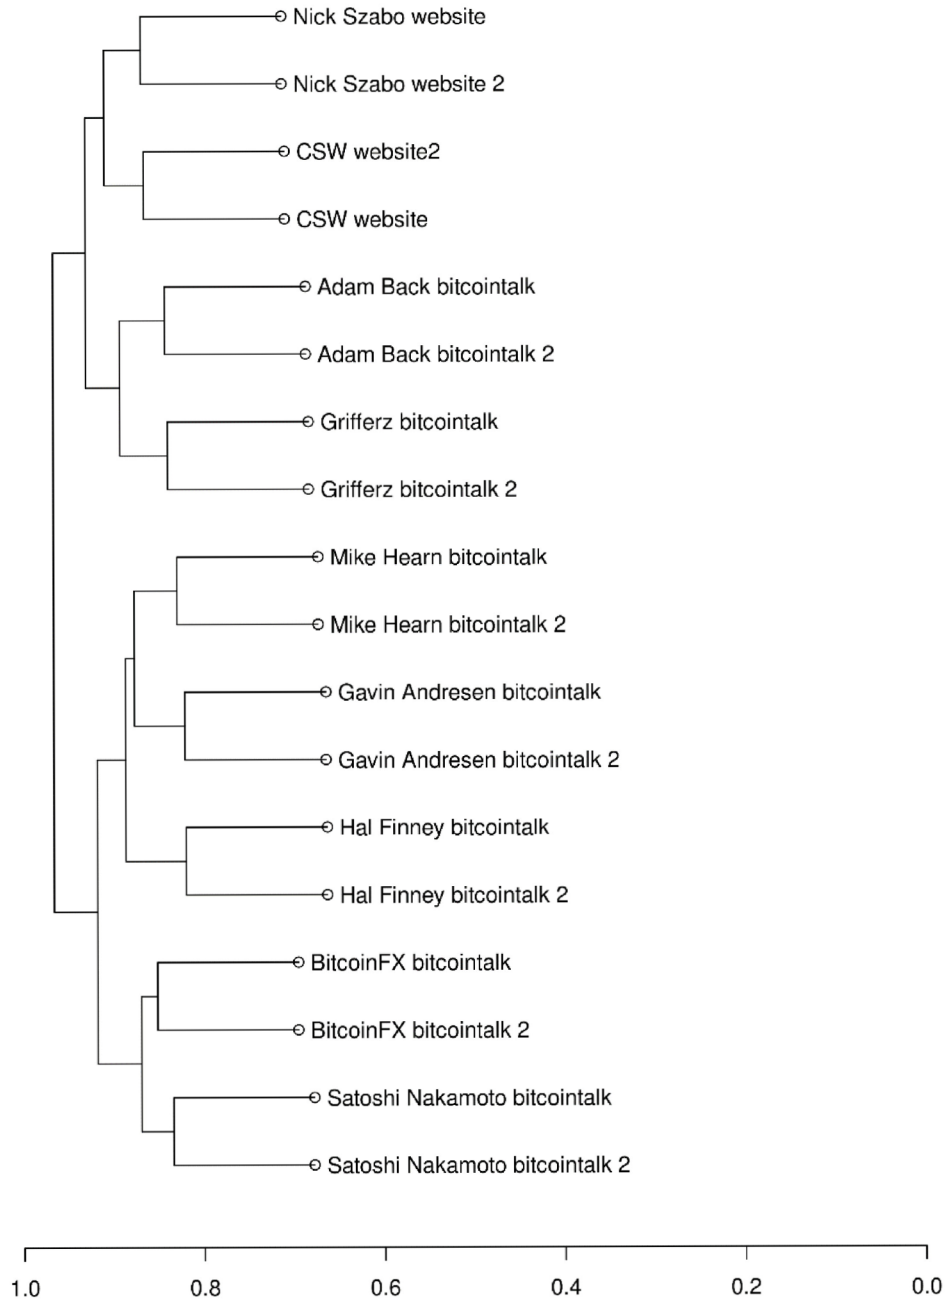 Nick Szabo website
Nick Szabo website 2
CSW website2
CSW website
Adam Back bitcointalk
Adam Back bitcointalk 2
Grifferz bitcointalk
Grifferz bitcointalk 2
Mike Hearn bitcointalk
Mike Hearn bitcointalk 2
Gavin Andresen bitcointalk
Gavin Andresen bitcointalk 2
Hal Finney bitcointalk
Hal Finney bitcointalk 2
BitcoinFX bitcointalk
BitcoinFX bitcointalk 2
Satoshi Nakamoto bitcointalk
Satoshi Nakamoto bitcointalk 2
1.0 0.8 0.6 0.4 0.2 0.0